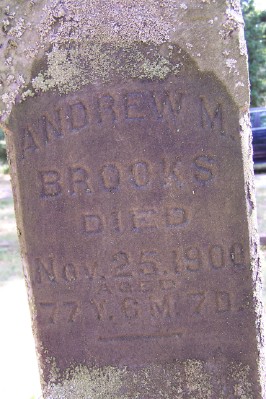 ANDREW M.
BROOKS
DIED
NOV. 25. 1900
AGED
77 Y. 6 M. 7 D.